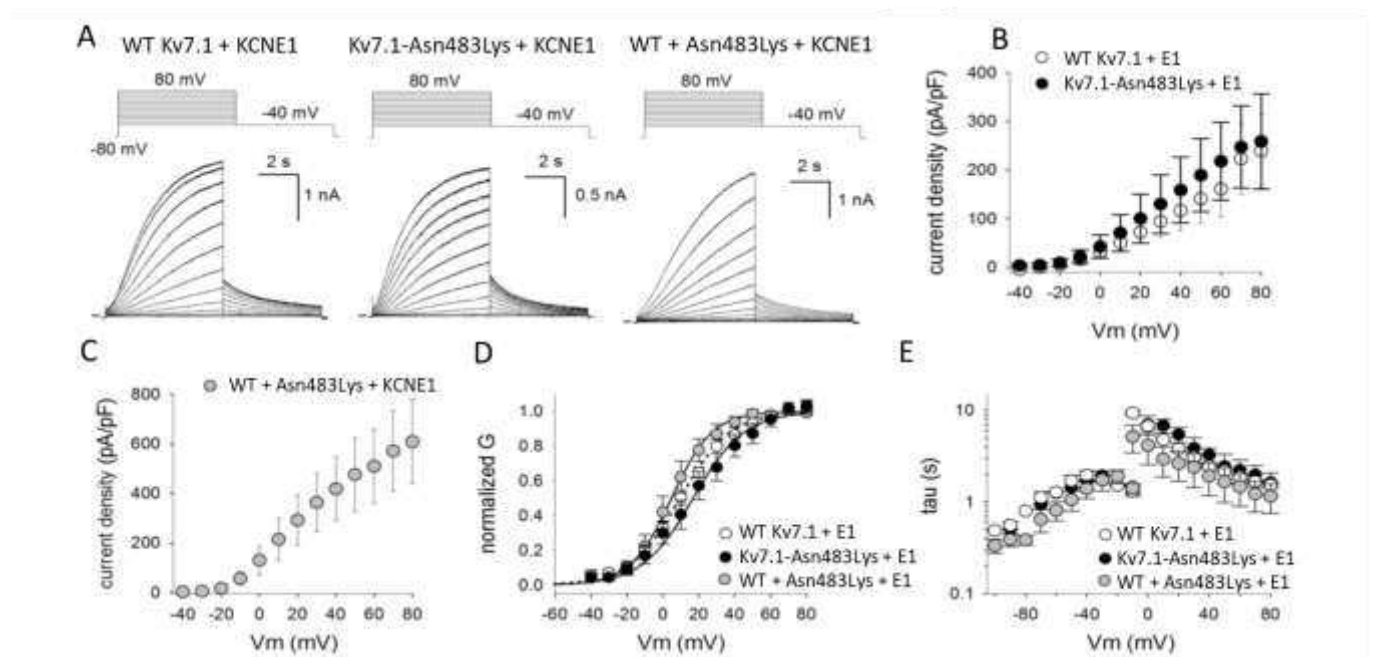 A
WT Kv7.1 + KCNE1
Kv7.1-Asn483Lys + KCNE1
WT + Asn483Lys + KCNE1
80 mV
-40 mV
-80 mV
2 s
1 nA
80 mV
-40 mV
2 s
0.5 nA
80 mV
-40 mV
2 s
1 nA
B
WT Kv7.1 + E1
Kv7.1-Asn483Lys + E1
current density (pA/pF)
400
300
200
100
0
-40 -20 0 20 40 60 80
Vm (mV)
C
WT + Asn483Lys + KCNE1
current density (pA/pF)
800
600
400
200
0
-40 -20 0 20 40 60 80
Vm (mV)
D
normalized G
1.0
0.8
0.6
0.4
0.2
0.0
WT Kv7.1 + E1
Kv7.1-Asn483Lys + E1
WT + Asn483Lys + E1
-60 -40 -20 0 20 40 60 80
Vm (mV)
E
tau (s)
10
1
0.1
WT Kv7.1 + E1
Kv7.1-Asn483Lys + E1
WT + Asn483Lys + E1
-80 -40 0 40 80
Vm (mV)